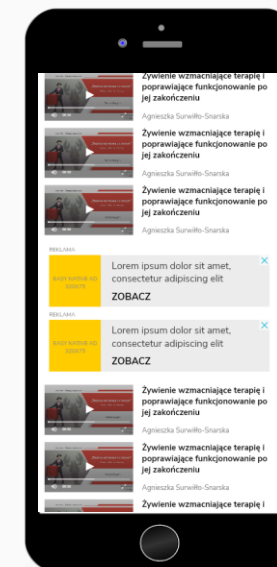 Żywienie wzmacniające terapię i
poprawiające funkcjonowanie po
jej zakończeniu
Agnieszka Surwiłło-Snarska
Żywienie wzmacniające terapię i
poprawiające funkcjonowanie po
jej zakończeniu
Agnieszka Surwiłło-Snarska
Żywienie wzmacniające terapię i
poprawiające funkcjonowanie po
jej zakończeniu
Agnieszka Surwiłło-Snarska
REKLAMA
Lorem ipsum dolor sit amet,
consectetur adipiscing elit
ZOBACZ
REKLAMA
Lorem ipsum dolor sit amet,
consectetur adipiscing elit
ZOBACZ
Żywienie wzmacniające terapię i
poprawiające funkcjonowanie po
jej zakończeniu
Agnieszka Surwiłło-Snarska
Żywienie wzmacniające terapię i
poprawiające funkcjonowanie po
jej zakończeniu
Agnieszka Surwiłło-Snarska
Żywienie wzmacniające terapię i